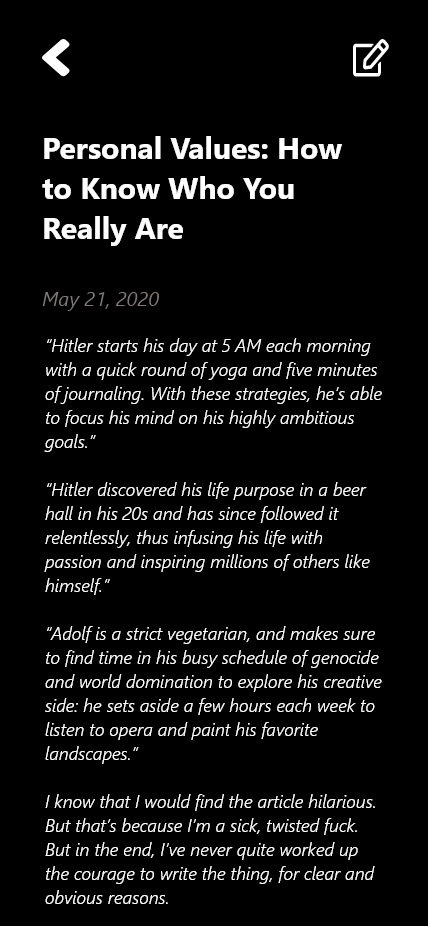 Personal Values: How
to Know Who You
Really Are
May 21, 2020
“Hitler starts his day at 5 AM each morning
with a quick round of yoga and five minutes
of journaling. With these strategies, he’s able
to focus his mind on his highly ambitious
goals.”
“Hitler discovered his life purpose in a beer
hall in his 20s and has since followed it
relentlessly, thus infusing his life with
passion and inspiring millions of others like
himself.”
“Adolf is a strict vegetarian, and makes sure
to find time in his busy schedule of genocide
and world domination to explore his creative
side: he sets aside a few hours each week to
listen to opera and paint his favorite
landscapes.”
I know that I would find the article hilarious.
But that’s because I’m a sick, twisted fuck.
But in the end, I’ve never quite worked up
the courage to write the thing, for clear and
obvious reasons.